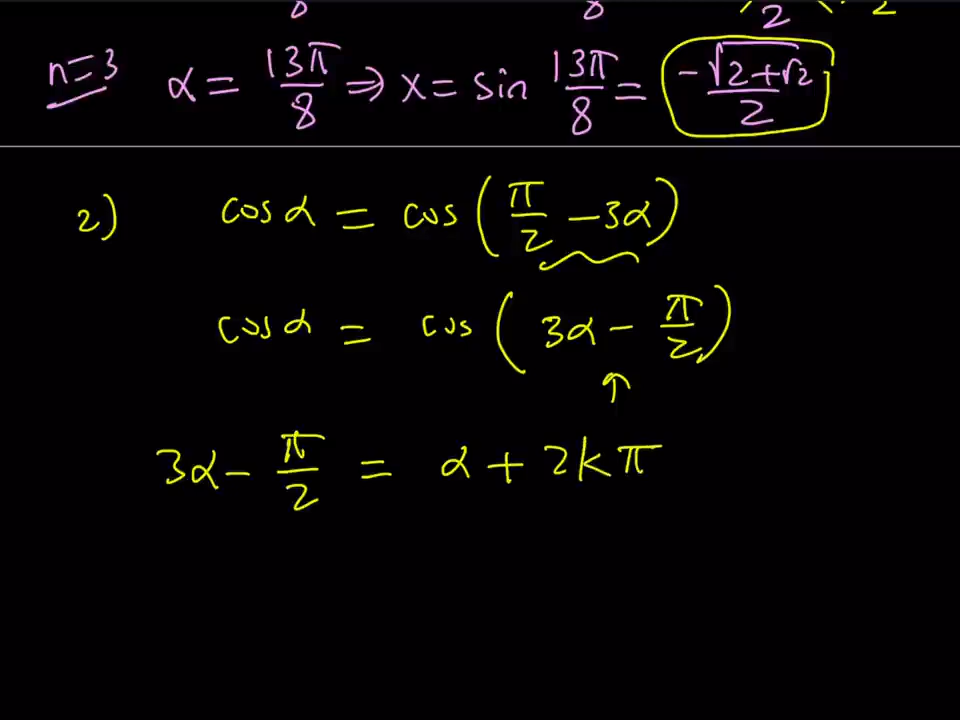 n=3 α = 13π/8 ⇒ x = sin 13π/8 = -√(2+√2)/2
2) cos α = cos (π/2 - 3α)
cos α = cos (3α - π/2)
↑
3α - π/2 = α + 2kπ